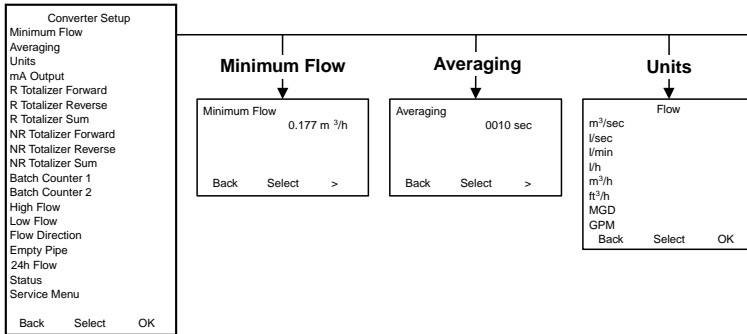 Converter Setup
Minimum Flow
Averaging
Units
mA Output
R Totalizer Forward
R Totalizer Reverse
R Totalizer Sum
NR Totalizer Forward
NR Totalizer Reverse
NR Totalizer Sum
Batch Counter 1
Batch Counter 2
High Flow
Low Flow
Flow Direction
Empty Pipe
24h Flow
Status
Service Menu
Back Select OK
Minimum Flow
Minimum Flow
0.177 m ³/h
Back Select >
Averaging
Averaging
0010 sec
Back Select >
Units
Flow
m³/sec
l/sec
l/min
l/h
m³/h
ft³/h
MGD
GPM
Back Select OK